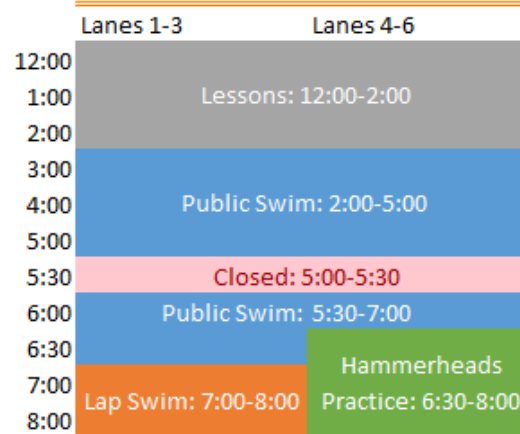 Lanes 1-3 Lanes 4-6
12:00
1:00 Lessons: 12:00-2:00
2:00
3:00
4:00 Public Swim: 2:00-5:00
5:00
5:30 Closed: 5:00-5:30
6:00 Public Swim: 5:30-7:00
6:30
Hammerheads
7:00
Lap Swim: 7:00-8:00 Practice: 6:30-8:00
8:00